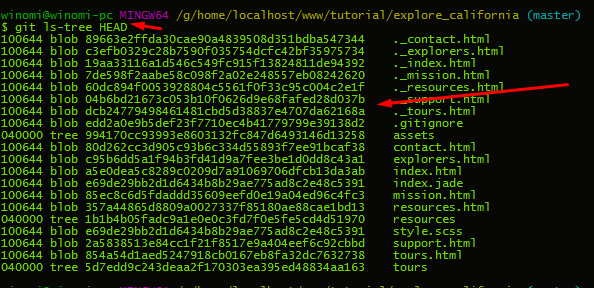 winomi@winomi-pc MINGW64 /g/home/localhost/www/tutorial/explore_california (master)
$ git ls-tree HEAD
100644 blob 89663e2ffda30cae90a4839508d351bdba547344 ._contact.html
100644 blob c3efb0329c28b7590f035754dcfc42bf35975734 ._explorers.html
100644 blob 19aa33116a1d546c549fc915f13824811de94392 ._index.html
100644 blob 7de598f2aabe58c098f2a02e248557eb08242620 ._mission.html
100644 blob 60dc894f0053928804c5561f0f33c95c004c2e1f ._resources.html
100644 blob 04b6bd21673c053b10f0626d9e68fafed28d037b ._support.html
100644 blob dcb24779498461481cbd5d38837e4707da62168a ._tours.html
100644 blob edd2a0e9b5def23f7710ec4b41779799e39138d2 .gitignore
040000 tree 994170cc93993e8603132fc847d6493146d13258 assets
100644 blob 80d262cc3d905c93b6c334d55893f7ee91bcaf38 contact.html
100644 blob c95b6dd5a1f94b3fd41d9a7fee3be1d0dd8c43a1 explorers.html
100644 blob a5e0dea5c8289c0209d7a91069706dfcb13da3ab index.html
100644 blob e69de29bb2d1d6434b8b29ae775ad8c2e48c5391 index.jade
100644 blob 85ec8c6d5fdaddd35609eefd0e19a04ed96c4fc3 mission.html
100644 blob 357a44865d8809a0027337f85180ae88cae1bd13 resources.html
040000 tree 1b1b4b05fadc9a1e0e0c3fd7f0e5fe5cd4d51970 resources
100644 blob e69de29bb2d1d6434b8b29ae775ad8c2e48c5391 style.scss
100644 blob 2a5838513e84cc1f21f8517e9a404eef6c92cbbd support.html
100644 blob 854a54d1aed5247918cb0167eb8fa32dc7632738 tours.html
040000 tree 5d7edd9c243deaa2f170303ea395ed48834aa163 tours